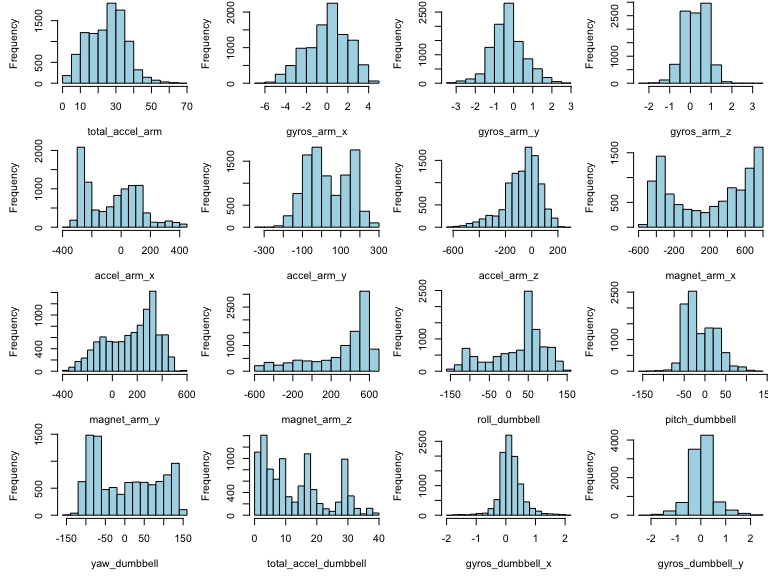 Frequency
0 500 1500
0 10 30 50 70
total_accel_arm
Frequency
0 1000 2000
-6 -4 -2 0 2 4
gyros_arm_x
Frequency
0 1000 2500
-3 -2 -1 0 1 2 3
gyros_arm_y
Frequency
0 1000 2500
-2 -1 0 1 2 3
gyros_arm_z
Frequency
0 1000 2000
-400 -200 0 200 400
accel_arm_x
Frequency
0 500 1500
-300 -100 0 100 300
accel_arm_y
Frequency
0 500 1500
-600 -400 -200 0 200
accel_arm_z
Frequency
0 500 1500
-600 -200 200 600
magnet_arm_x
Frequency
0 400 1000
-400 0 200 400 600
magnet_arm_y
Frequency
0 1000 2500
-600 -200 200 600
magnet_arm_z
Frequency
0 1000 2500
-150 -50 0 50 150
roll_dumbbell
Frequency
0 1000 2500
-150 -50 0 50 150
pitch_dumbbell
Frequency
0 500 1500
-150 -50 0 50 150
yaw_dumbbell
Frequency
0 400 1000
0 10 20 30 40
total_accel_dumbbell
Frequency
0 1000 2500
-2 -1 0 1 2
gyros_dumbbell_x
Frequency
0 2000 4000
-2 -1 0 1 2
gyros_dumbbell_y